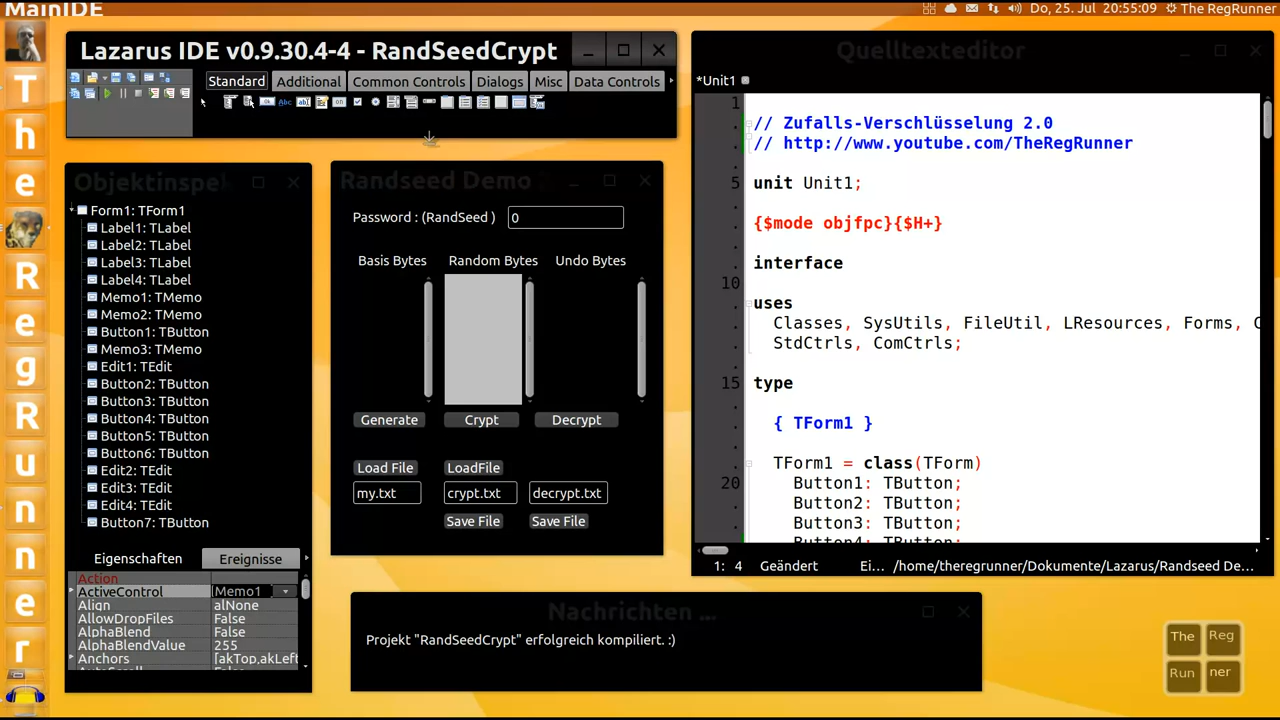 MainIDE
Do, 25. Jul 20:55:09
The RegRunner
T
h
e
R
e
g
R
u
n
n
e
r
Lazarus IDE v0.9.30.4-4 - RandSeedCrypt
Standard
Additional
Common Controls
Dialogs
Misc
Data Controls
Abc
Objektinspe
Form1: TForm1
Label1: TLabel
Label2: TLabel
Label3: TLabel
Label4: TLabel
Memo1: TMemo
Memo2: TMemo
Button1: TButton
Memo3: TMemo
Edit1: TEdit
Button2: TButton
Button3: TButton
Button4: TButton
Button5: TButton
Button6: TButton
Edit2: TEdit
Edit3: TEdit
Edit4: TEdit
Button7: TButton
Eigenschaften
Ereignisse
Action
ActiveControl Memo1
Align alNone
AllowDropFiles False
AlphaBlend False
AlphaBlendValue 255
Anchors [akTop,akLeft
Randseed Demo
Password : (RandSeed ) 0
Basis Bytes
Random Bytes
Undo Bytes
Generate
Crypt
Decrypt
Load File
LoadFile
my.txt
crypt.txt
decrypt.txt
Save File
Save File
Quelltexteditor
*Unit1
1
// Zufalls-Verschlüsselung 2.0
// http://www.youtube.com/TheRegRunner
5 unit Unit1;
{$mode objfpc}{$H+}
interface
10
uses
Classes, SysUtils, FileUtil, LResources, Forms,
StdCtrls, ComCtrls;
15 type
{ TForm1 }
TForm1 = class(TForm)
20 Button1: TButton;
Button2: TButton;
Button3: TButton;
Button4: TButton;
1: 4
Geändert
Ei...
/home/theregrunner/Dokumente/Lazarus/Randseed De...
Nachrichten ...
Projekt "RandSeedCrypt" erfolgreich kompiliert. :)
The
Reg
Run
ner